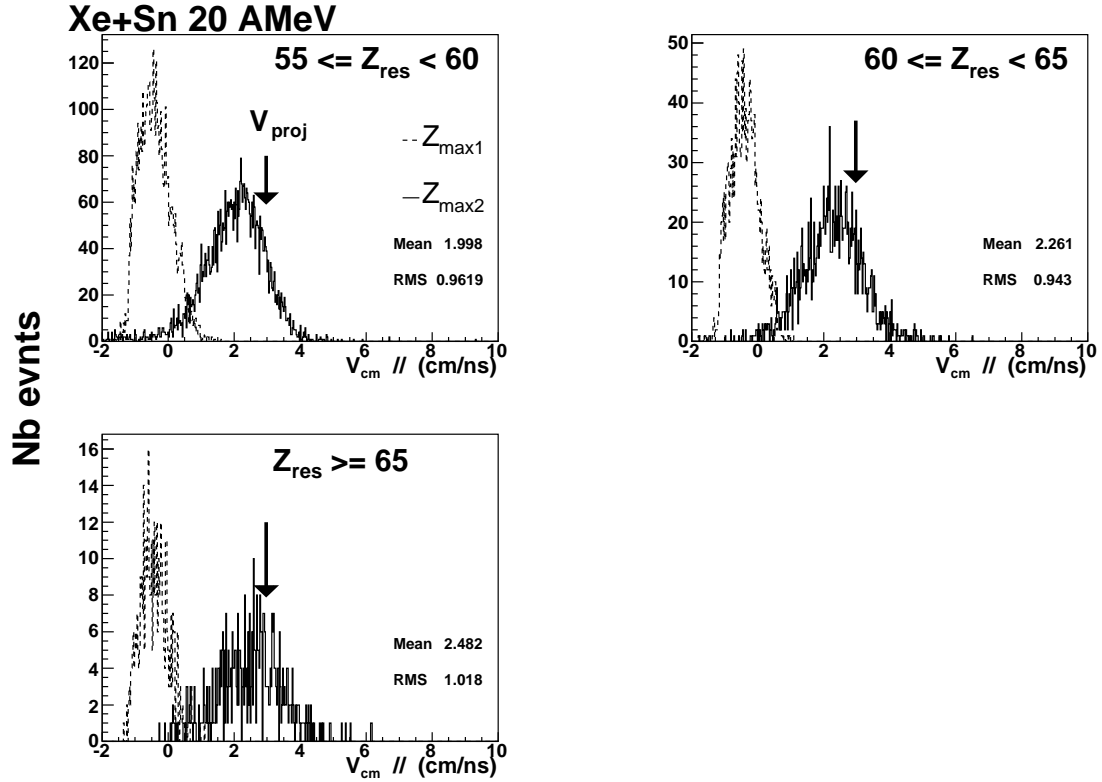 Xe+Sn 20 AMeV
Nb evnts
55 <= Z_res < 60
V_proj
Z_max1
Z_max2
Mean 1.998
RMS 0.9619
0
20
40
60
80
100
120
-2 0 2 4 6 8 10
V_cm // (cm/ns)
60 <= Z_res < 65
Mean 2.261
RMS 0.943
0
10
20
30
40
50
-2 0 2 4 6 8 10
V_cm // (cm/ns)
Z_res >= 65
Mean 2.482
RMS 1.018
0
2
4
6
8
10
12
14
16
-2 0 2 4 6 8 10
V_cm // (cm/ns)